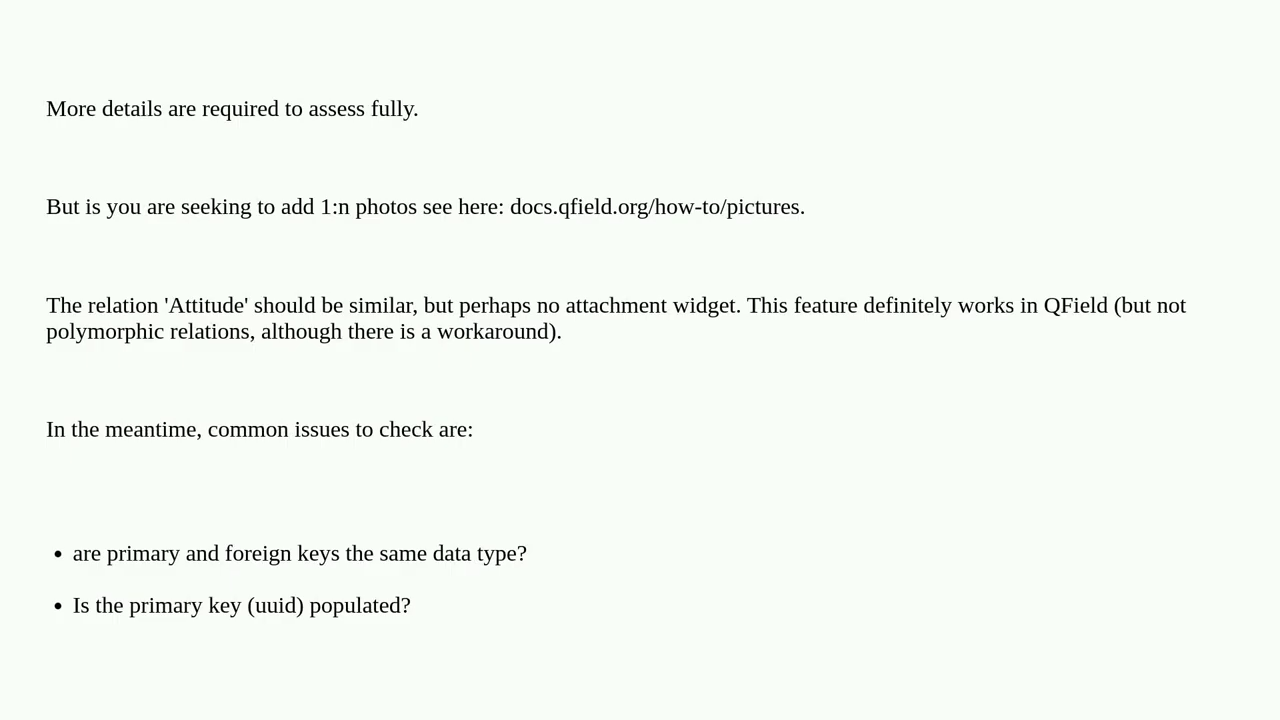 More details are required to assess fully.
But is you are seeking to add 1:n photos see here: docs.qfield.org/how-to/pictures.
The relation 'Attitude' should be similar, but perhaps no attachment widget. This feature definitely works in QField (but not
polymorphic relations, although there is a workaround).
In the meantime, common issues to check are:
• are primary and foreign keys the same data type?
• Is the primary key (uuid) populated?